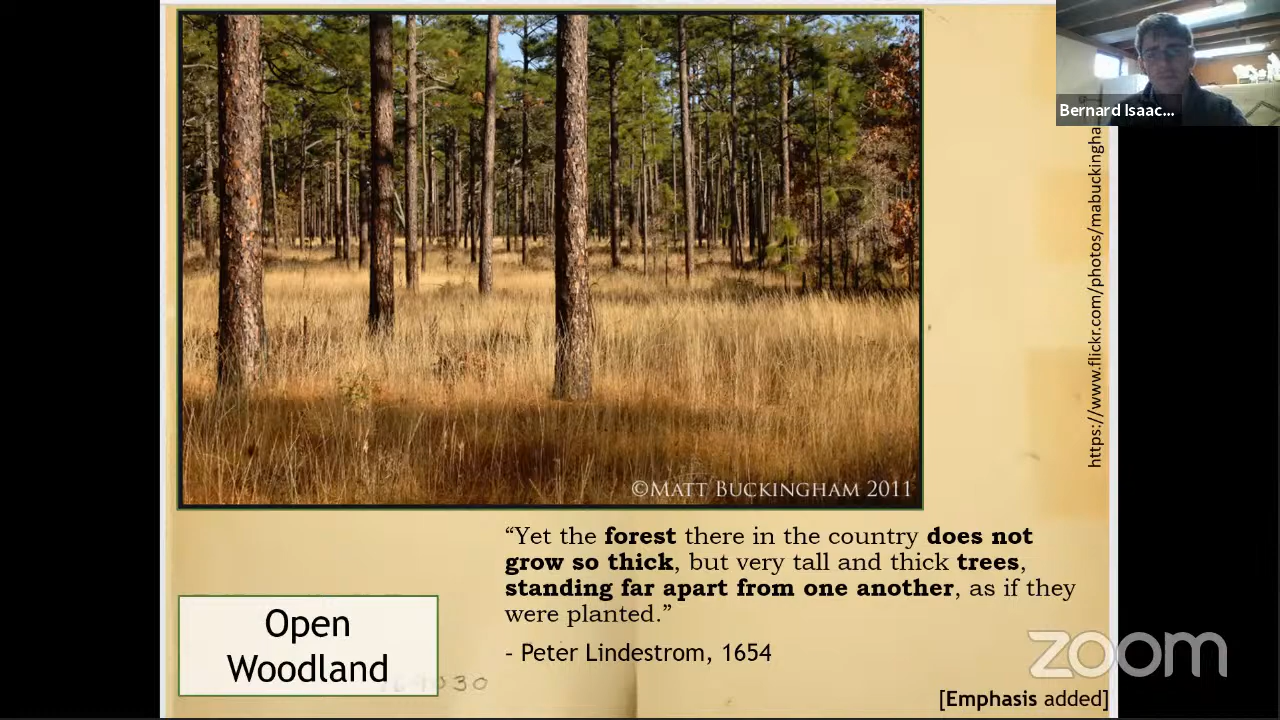 Bernard Isaac...
https://www.flickr.com/photos/mabuckingha
©MATT BUCKINGHAM 2011
“Yet the forest there in the country does not
grow so thick, but very tall and thick trees,
standing far apart from one another, as if they
were planted.”
- Peter Lindestrom, 1654
Open
Woodland
zoom
[Emphasis added]